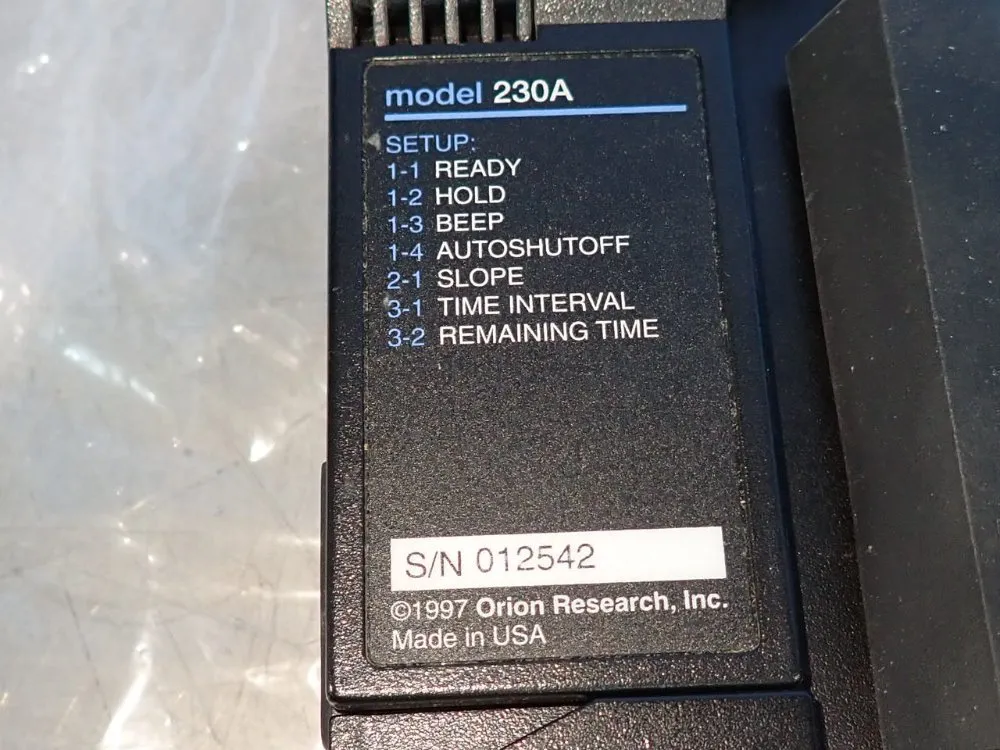 model 230A
SETUP:
1-1 READY
1-2 HOLD
1-3 BEEP
1-4 AUTOSHUTOFF
2-1 SLOPE
3-1 TIME INTERVAL
3-2 REMAINING TIME
S/N 012542
©1997 Orion Research, Inc.
Made in USA